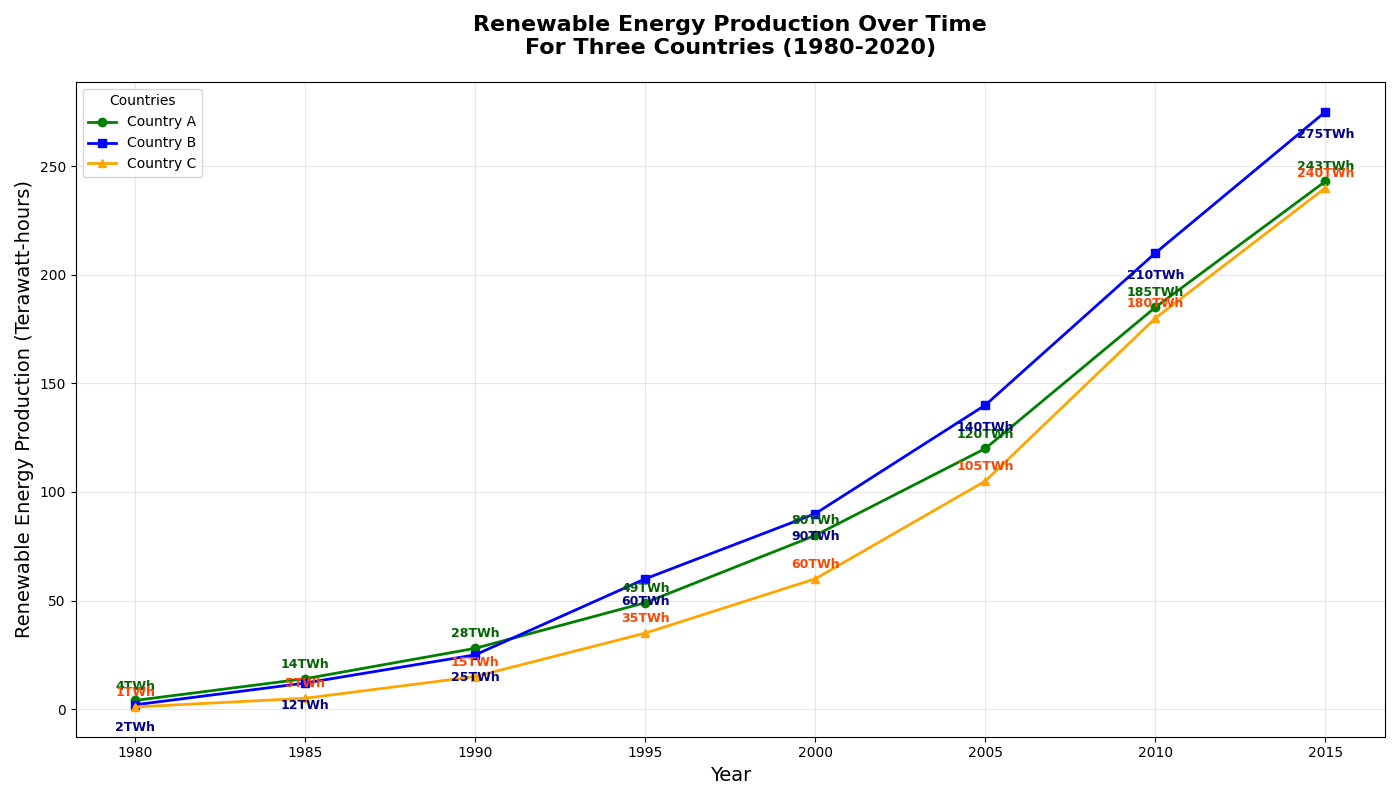 Renewable Energy Production Over Time
For Three Countries (1980-2020)
Countries
Country A
Country B
Country C
Renewable Energy Production (Terawatt-hours)
250
200
150
100
50
0
275TWh
243TWh
240TWh
210TWh
185TWh
180TWh
140TWh
120TWh
105TWh
80TWh
90TWh
60TWh
49TWh
60TWh
35TWh
28TWh
15TWh
25TWh
14TWh
5TWh
12TWh
4TWh
1TWh
2TWh
1980 1985 1990 1995 2000 2005 2010 2015
Year